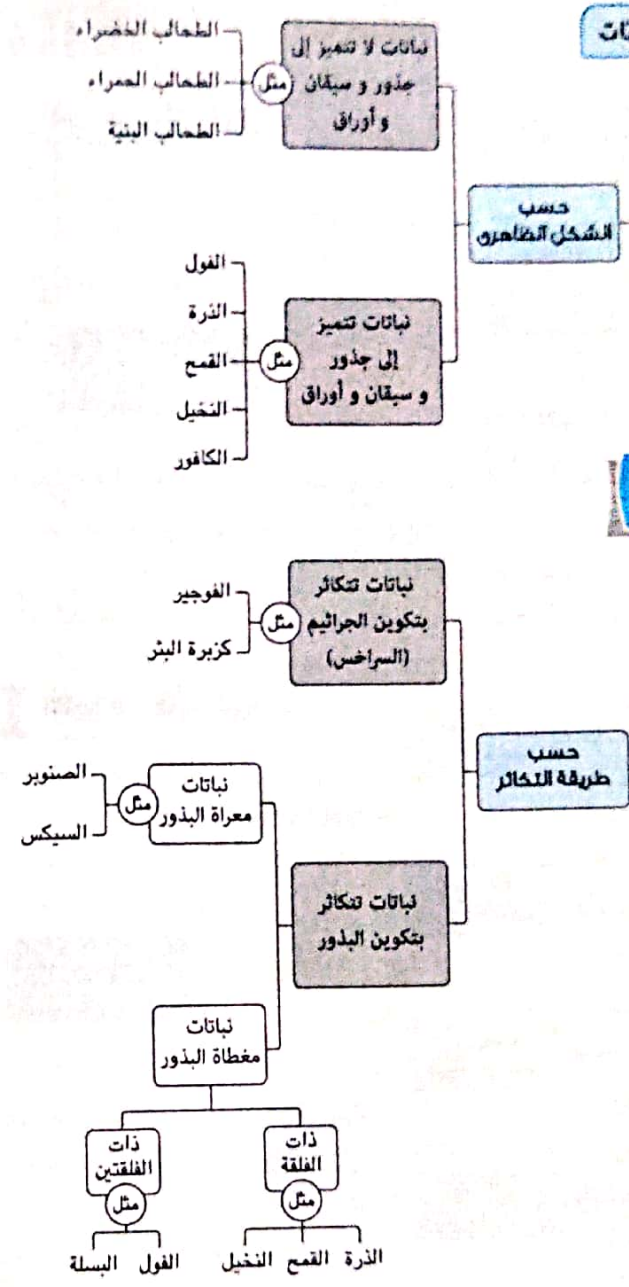 حسب
الشكل الظاهرى
نباتات لا تتميز إلى
جذور و سيقان
و أوراق
مثل
الطحالب الخضراء
الطحالب الحمراء
الطحالب البنية
نباتات تتميز
إلى جذور
و سيقان و أوراق
مثل
الفول
الذرة
القمح
النخيل
الكافور
حسب
طريقة التكاثر
نباتات تتكاثر
بتكوين الجراثيم
(السراخس)
مثل
الفوجير
كزبرة البئر
نباتات تتكاثر
بتكوين البذور
نباتات
معراة البذور
مثل
الصنوبر
السيكس
نباتات
مغطاة البذور
ذات
الفلقة
مثل
الذرة القمح النخيل
ذات
الفلقتين
مثل
الفول البسلة